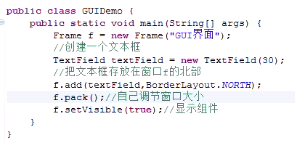 public class GUIDemo {
    public static void main(String[] args) {
        Frame f = new Frame("GUI界面");
        //创建一个文本框
        TextField textField = new TextField(30);
        //把文本框存放在窗口f的北部
        f.add(textField,BorderLayout.NORTH);
        f.pack();//自己调节窗口大小
        f.setVisible(true);//显示组件
    }
}